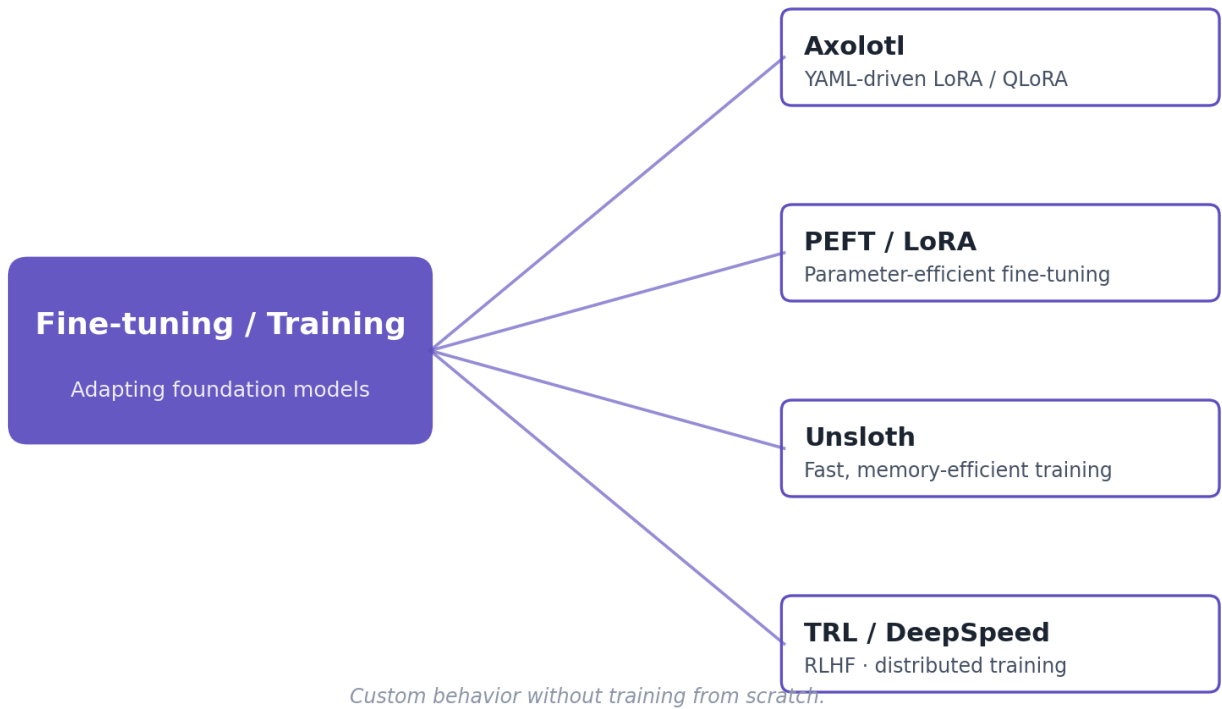 Fine-tuning / Training
Adapting foundation models
Axolotl
YAML-driven LoRA / QLoRA
PEFT / LoRA
Parameter-efficient fine-tuning
Unsloth
Fast, memory-efficient training
TRL / DeepSpeed
RLHF · distributed training
Custom behavior without training from scratch.